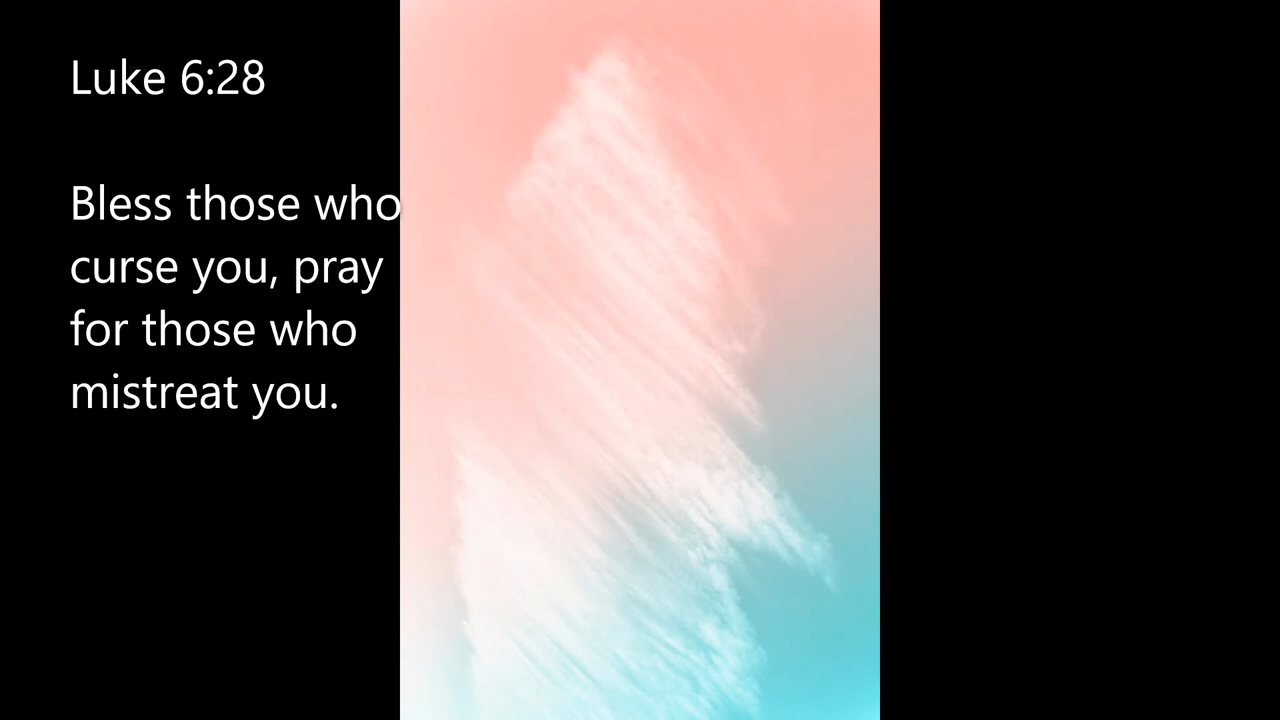 Luke 6:28
Bless those who
curse you, pray
for those who
mistreat you.